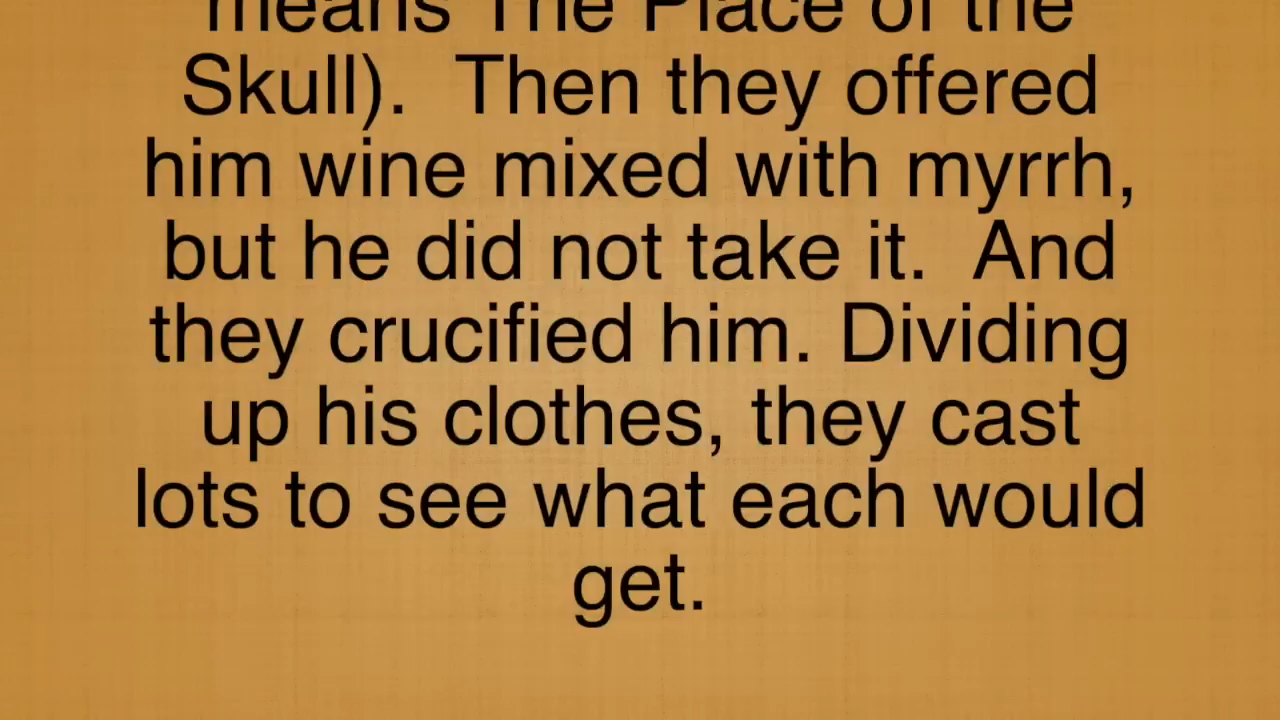 means The Place of the
Skull).  Then they offered
him wine mixed with myrrh,
but he did not take it.  And
they crucified him. Dividing
up his clothes, they cast
lots to see what each would
get.